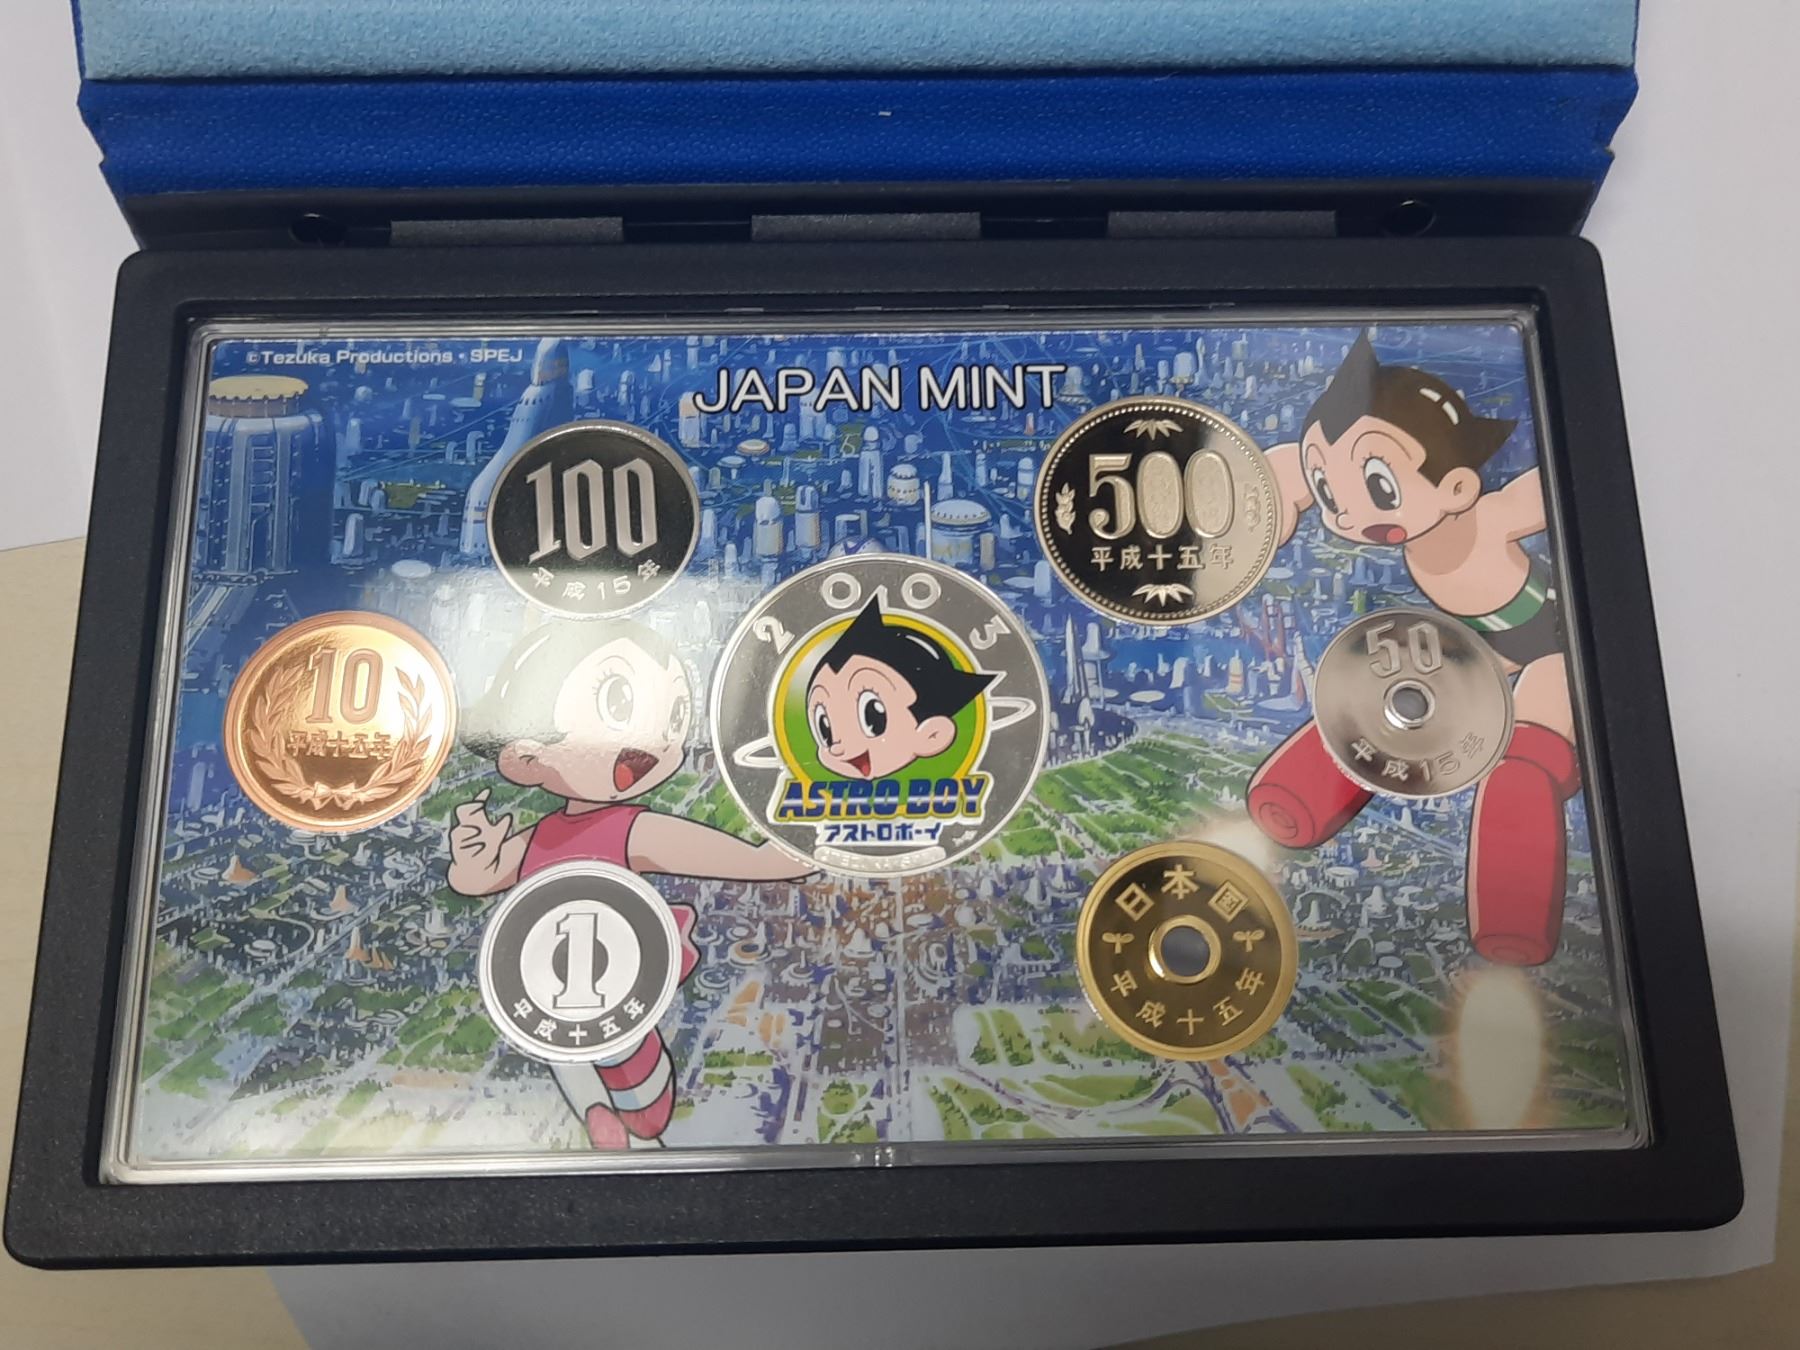 ©Tezuka Productions・SPEJ
JAPAN MINT
100
平成15年
500
平成十五年
10
平成十五年
2003
ASTRO BOY
アストロボーイ
50
平成15年
1
平成十五年
日本国
平成十五年